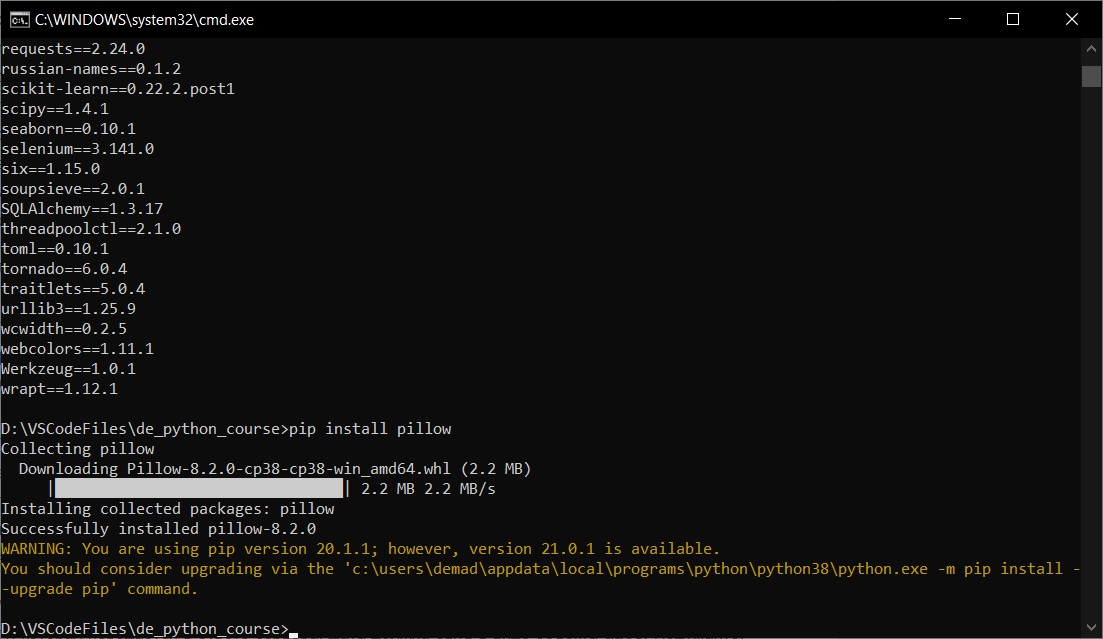 C:\WINDOWS\system32\cmd.exe
requests==2.24.0
russian-names==0.1.2
scikit-learn==0.22.2.post1
scipy==1.4.1
seaborn==0.10.1
selenium==3.141.0
six==1.15.0
soupsieve==2.0.1
SQLAlchemy==1.3.17
threadpoolctl==2.1.0
toml==0.10.1
tornado==6.0.4
traitlets==5.0.4
urllib3==1.25.9
wcwidth==0.2.5
webcolors==1.11.1
Werkzeug==1.0.1
wrapt==1.12.1
D:\VSCodeFiles\de_python_course>pip install pillow
Collecting pillow
  Downloading Pillow-8.2.0-cp38-cp38-win_amd64.whl (2.2 MB)
| | 2.2 MB 2.2 MB/s
Installing collected packages: pillow
Successfully installed pillow-8.2.0
WARNING: You are using pip version 20.1.1; however, version 21.0.1 is available.
You should consider upgrading via the 'c:\users\demad\appdata\local\programs\python\python38\python.exe -m pip install -
-upgrade pip' command.
D:\VSCodeFiles\de_python_course>